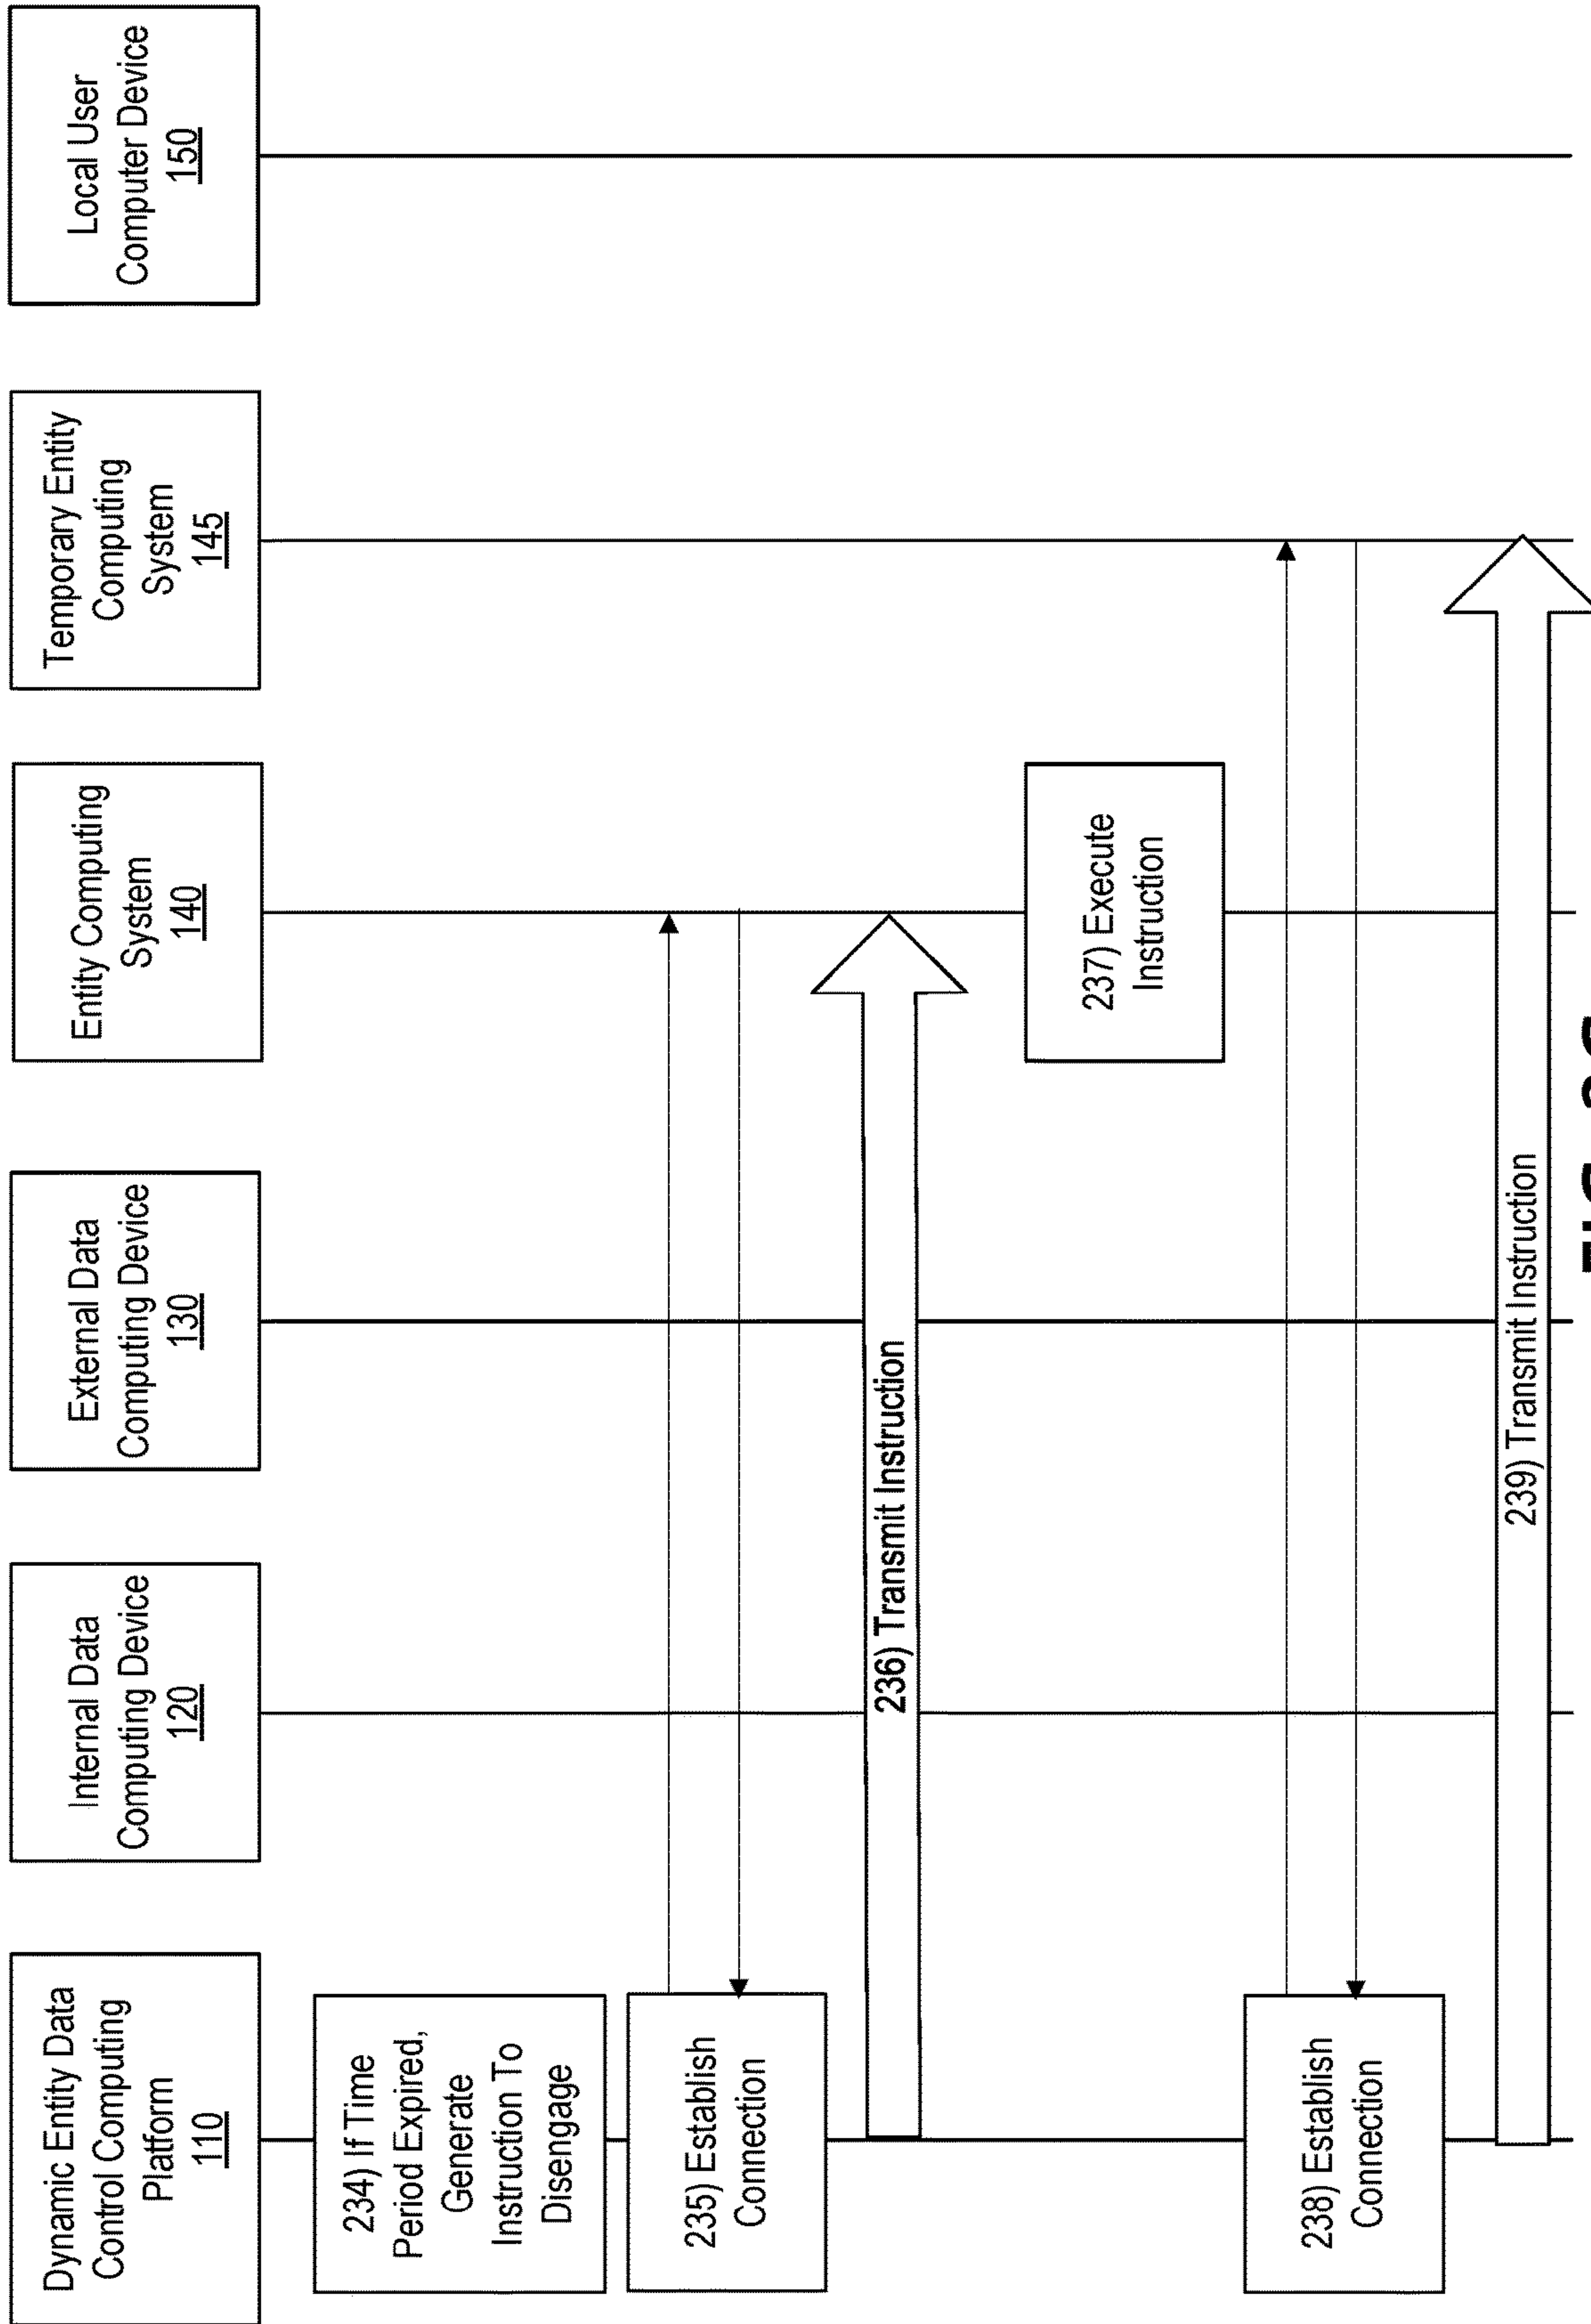 Dynamic Entity Data
Control Computing
Platform
110
Internal Data
Computing Device
120
External Data
Computing Device
130
Entity Computing
System
140
Temporary Entity
Computing
System
145
Local User
Computer Device
150
234) If Time
Period Expired,
Generate
Instruction To
Disengage
235) Establish
Connection
236) Transmit Instruction
237) Execute
Instruction
238) Establish
Connection
239) Transmit Instruction